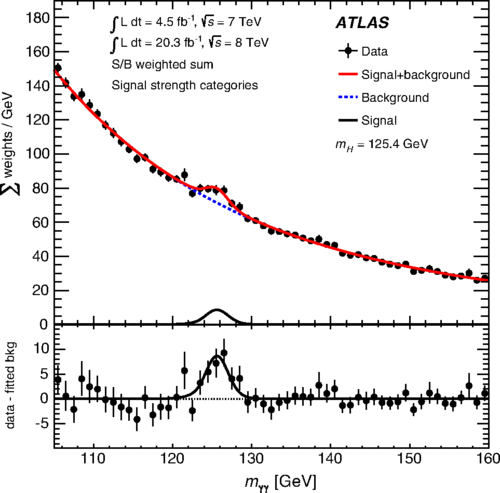 180
160
140
120
100
80
60
40
20
0
Σ weights / GeV
∫ L dt = 4.5 fb⁻¹, √s = 7 TeV
∫ L dt = 20.3 fb⁻¹, √s = 8 TeV
S/B weighted sum
Signal strength categories
ATLAS
Data
Signal+background
Background
Signal
m_H = 125.4 GeV
10
5
0
-5
data - fitted bkg
110 120 130 140 150 160
m_γγ [GeV]